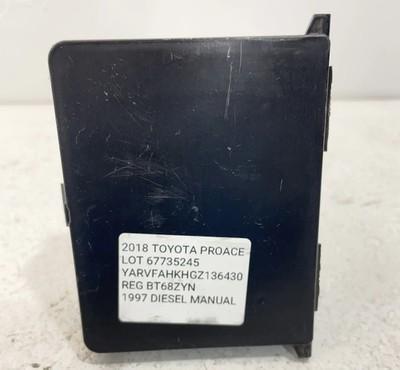 2018 TOYOTA PROACE
LOT 67735245
YARVFAHKHGZ136430
REG BT68ZYN
1997 DIESEL MANUAL